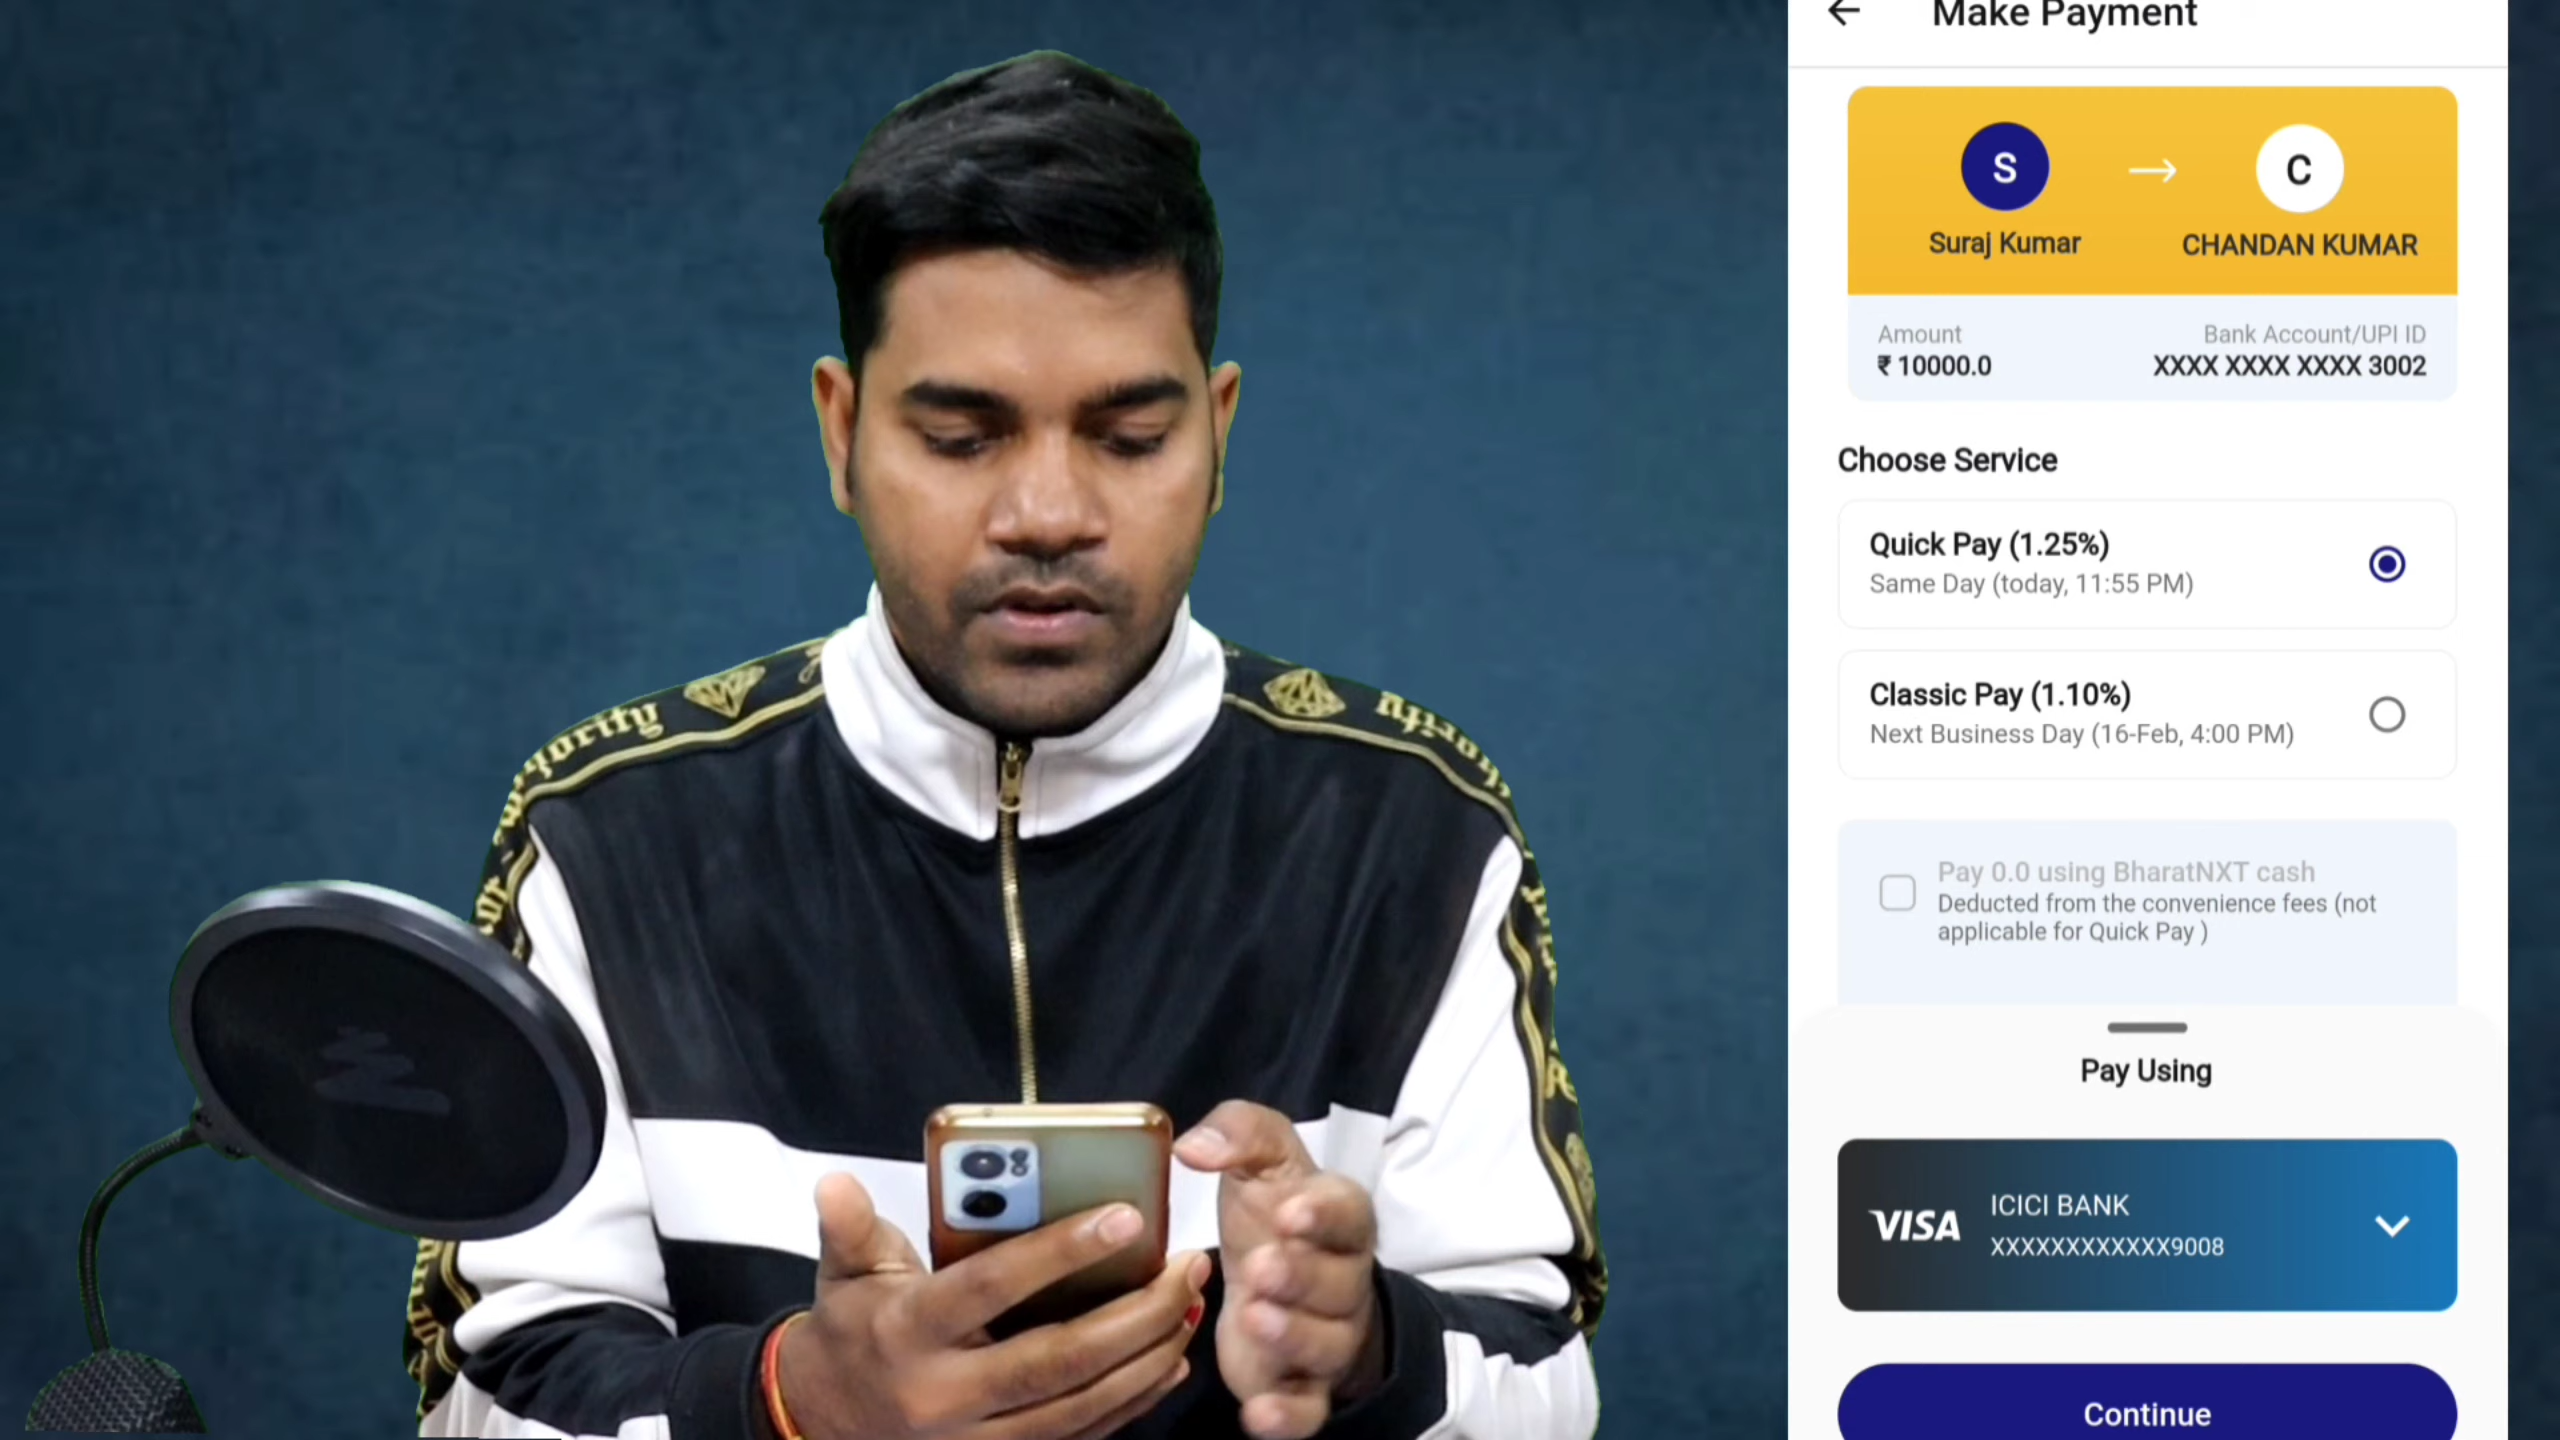 Make Payment
S
C
Suraj Kumar
CHANDAN KUMAR
Amount
Bank Account/UPI ID
₹ 10000.0
XXXX XXXX XXXX 3002
Choose Service
Quick Pay (1.25%)
Same Day (today, 11:55 PM)
Classic Pay (1.10%)
Next Business Day (16-Feb, 4:00 PM)
Pay 0.0 using BharatNXT cash
Deducted from the convenience fees (not
applicable for Quick Pay )
Pay Using
VISA
ICICI BANK
XXXXXXXXXXXX9008
Continue